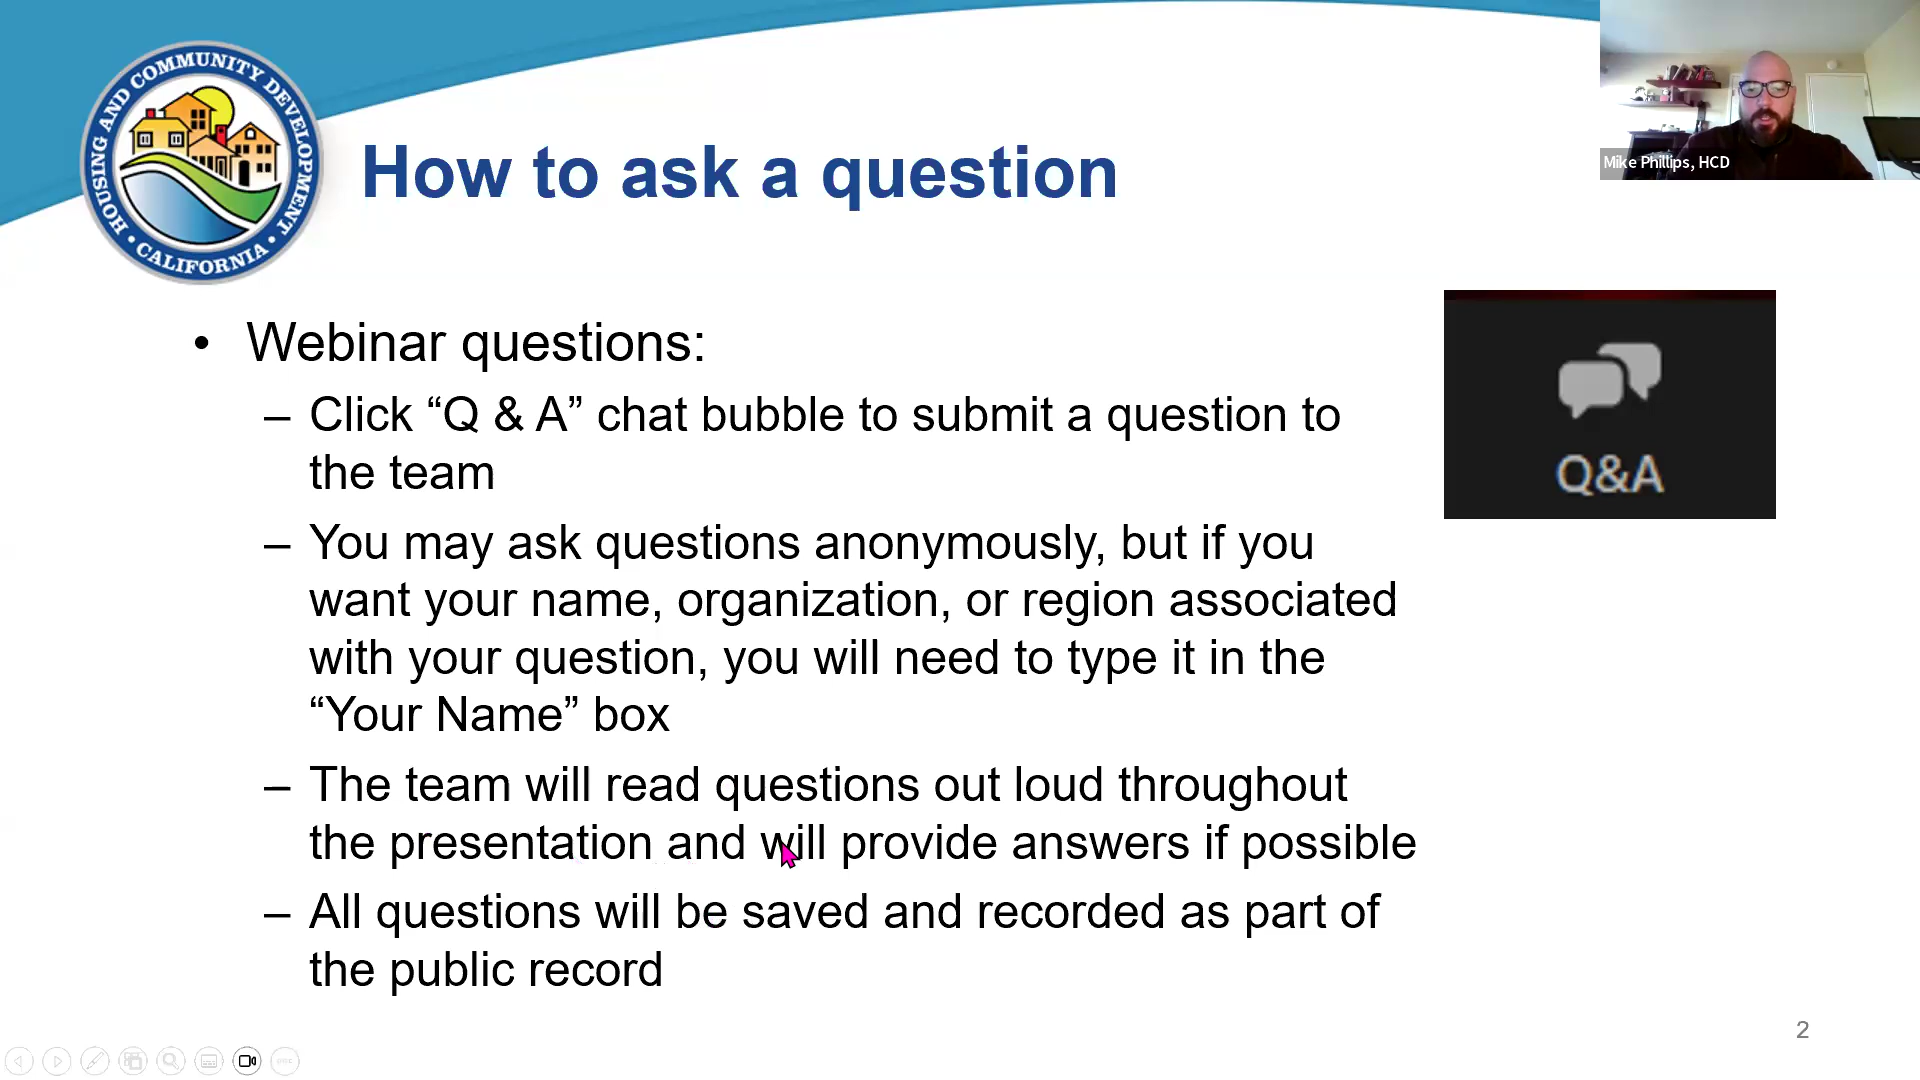 HOUSING AND COMMUNITY DEVELOPMENT
• CALIFORNIA •
How to ask a question
Mike Phillips, HCD
• Webinar questions:
– Click “Q & A” chat bubble to submit a question to
the team
Q&A
– You may ask questions anonymously, but if you
want your name, organization, or region associated
with your question, you will need to type it in the
“Your Name” box
– The team will read questions out loud throughout
the presentation and will provide answers if possible
– All questions will be saved and recorded as part of
the public record
2